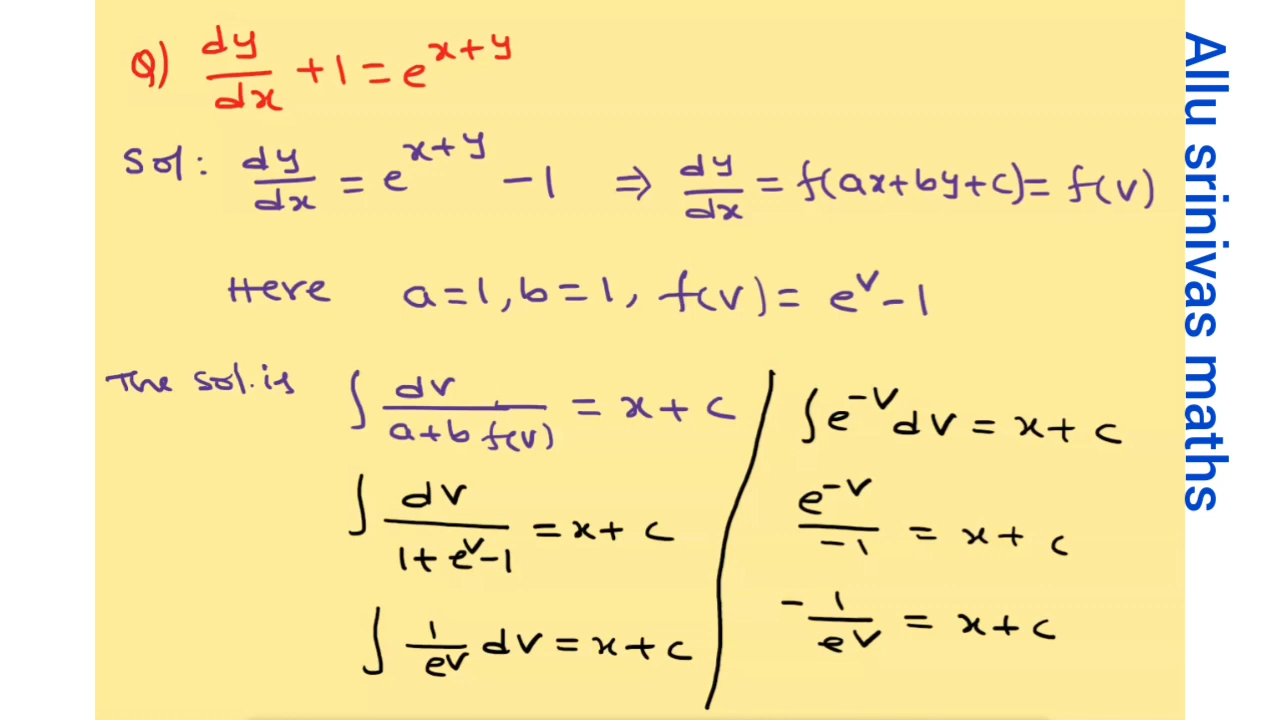 Q) dy/dx + 1 = e^(x+y)
Sol: dy/dx = e^(x+y) - 1 ⇒ dy/dx = f(ax+by+c) = f(v)
Here a=1, b=1, f(v) = e^v - 1
The sol. is ∫ dv/(a+b f(v)) = x + c
∫ dv/(1+e^v-1) = x + c
∫ 1/e^v dv = x + c
∫ e^-v dv = x + c
e^-v/-1 = x + c
- 1/e^v = x + c
Allu srinivas maths